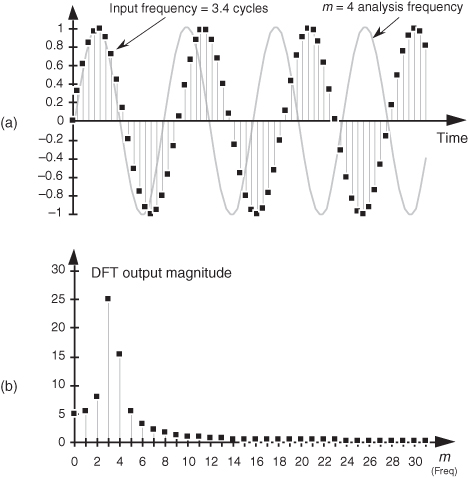 Input frequency = 3.4 cycles
m = 4 analysis frequency
1
0.8
0.6
0.4
0.2
0
−0.2
−0.4
−0.6
−0.8
−1
(a)
Time
DFT output magnitude
30
25
20
15
10
5
0
(b)
0 2 4 6 8 10 12 14 16 18 20 22 24 26 28 30
m
(Freq)